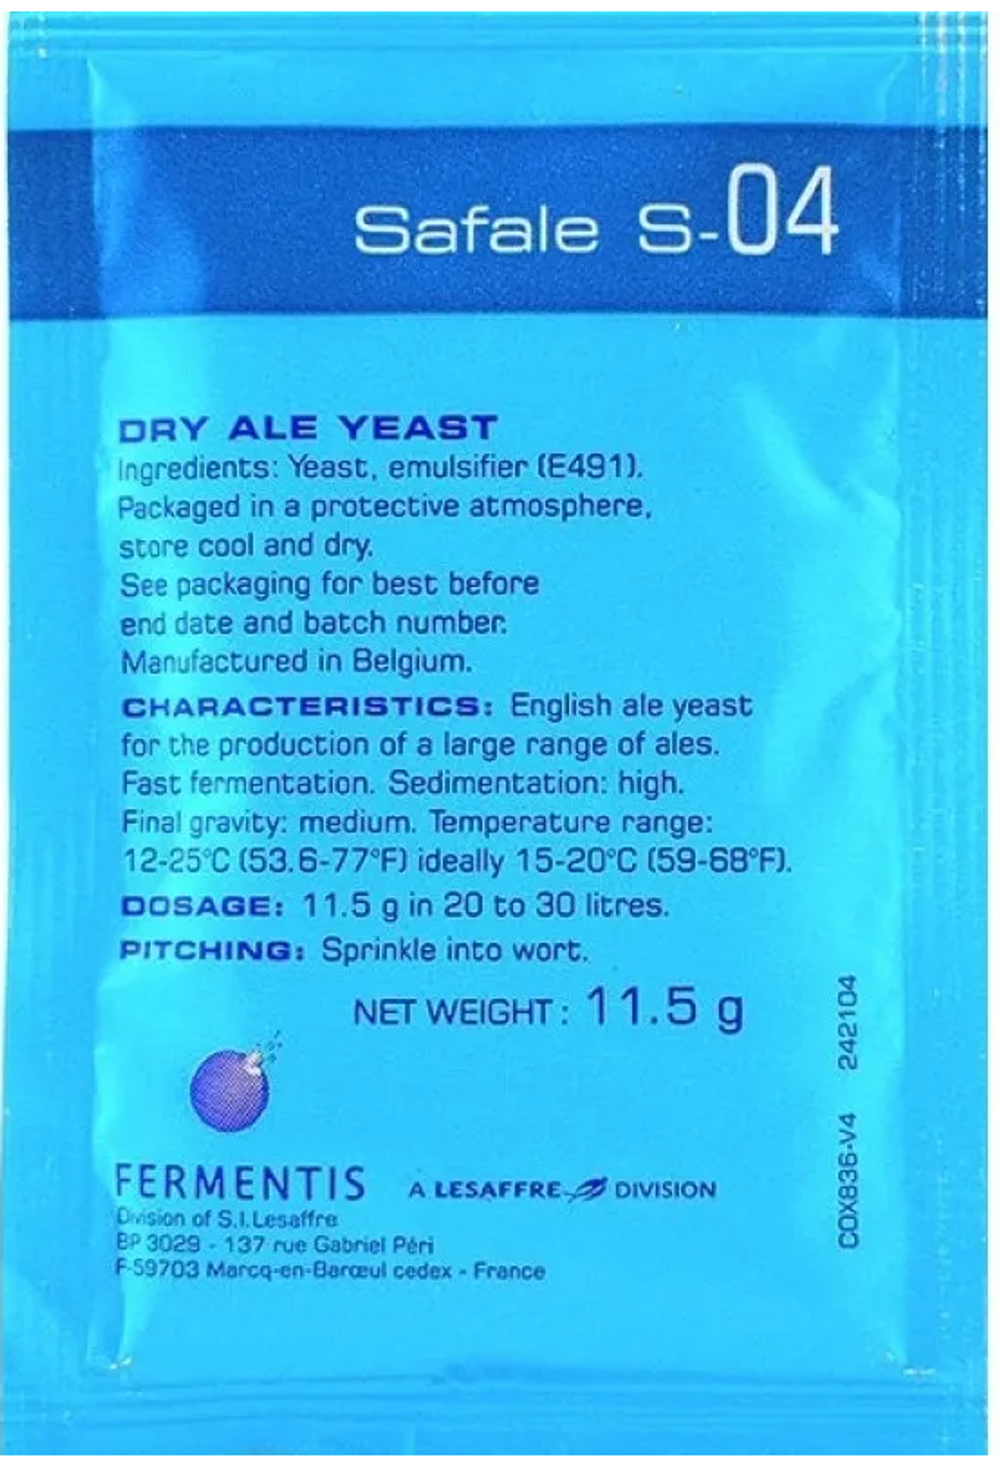 Safale S-04
DRY ALE YEAST
Ingredients: Yeast, emulsifier (E491).
Packaged in a protective atmosphere,
store cool and dry.
See packaging for best before
end date and batch number.
Manufactured in Belgium.
CHARACTERISTICS: English ale yeast
for the production of a large range of ales.
Fast fermentation. Sedimentation: high.
Final gravity: medium. Temperature range:
12-25°C (53.6-77°F) ideally 15-20°C (59-68°F).
DOSAGE: 11.5 g in 20 to 30 litres.
PITCHING: Sprinkle into wort.
NET WEIGHT : 11.5 g
FERMENTIS A LESAFFRE DIVISION
Division of S.I.Lesaffre
BP 3029 - 137 rue Gabriel Péri
F-59703 Marcq-en-Barœul cedex - France
COX836-V4 242104